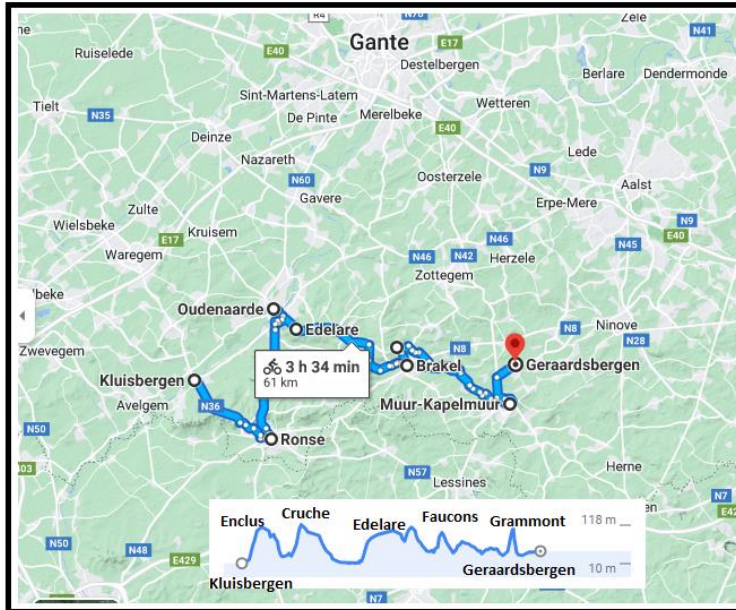 R4
N70
Zele
N41
Gante
E17
Destelbergen
Ruiselede
E40
Berlare
Dendermonde
Sint-Martens-Latem
Wetteren
De Pinte
Merelbeke
Tielt
N35
E40
Deinze
Lede
Nazareth
N9
Oosterzele
Aalst
N60
Gavere
Erpe-Mere
Zulte
N9
Wielsbeke
Kruisem
E17
N46
N45
E40
N46
N42
Herzele
Waregem
Zottegem
Oudenaarde
Edelare
N8
Ninove
N28
Zwevegem
3 h 34 min
61 km
N8
Brakel
Geraardsbergen
Kluisbergen
Avelgem
N36
Muur-Kapelmuur
N50
Ronse
Herne
N57
Lessines
N7
Enclus
Cruche
Edelare
Faucons
Grammont
118 m
N50
N48
E429
Kluisbergen
Geraardsbergen
10 m
N7